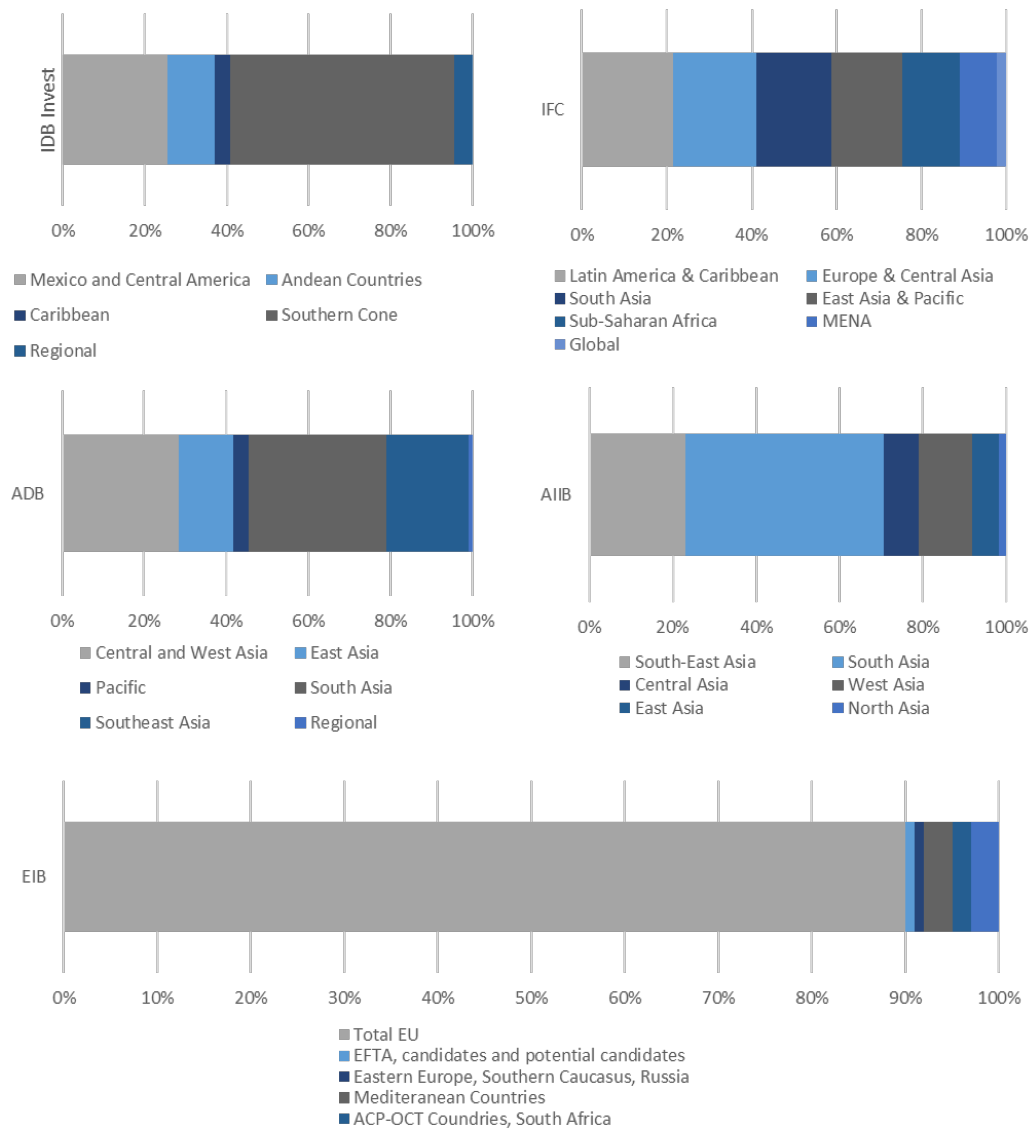 IDB Invest
0% 20% 40% 60% 80% 100%
Mexico and Central America Andean Countries
Caribbean Southern Cone
Regional
IFC
0% 20% 40% 60% 80% 100%
Latin America & Caribbean Europe & Central Asia
South Asia East Asia & Pacific
Sub-Saharan Africa MENA
Global
ADB
0% 20% 40% 60% 80% 100%
Central and West Asia East Asia
Pacific South Asia
Southeast Asia Regional
AIIB
0% 20% 40% 60% 80% 100%
South-East Asia South Asia
Central Asia West Asia
East Asia North Asia
EIB
0% 10% 20% 30% 40% 50% 60% 70% 80% 90% 100%
Total EU
EFTA, candidates and potential candidates
Eastern Europe, Southern Caucasus, Russia
Mediteranean Countries
ACP-OCT Coundries, South Africa